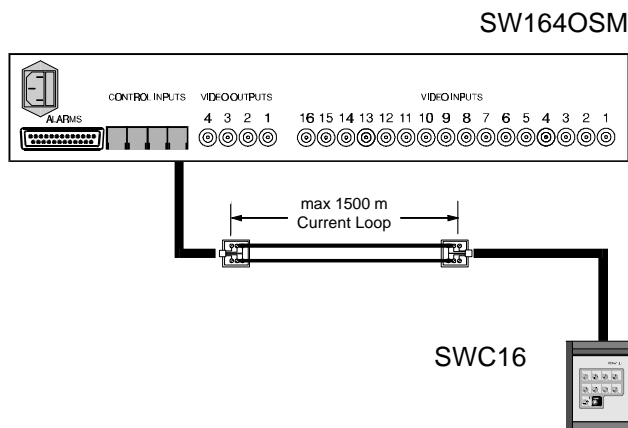 SW164OSM
CONTROL INPUTS VIDEO OUTPUTS VIDEO INPUTS
ALARMS
4 3 2 1 16 15 14 13 12 11 10 9 8 7 6 5 4 3 2 1
max 1500 m
Current Loop
SWC16